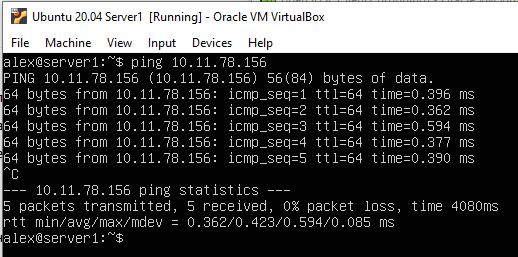 Ubuntu 20.04 Server1 [Running] - Oracle VM VirtualBox
File Machine View Input Devices Help
alex@server1:~$ ping 10.11.78.156
PING 10.11.78.156 (10.11.78.156) 56(84) bytes of data.
64 bytes from 10.11.78.156: icmp_seq=1 ttl=64 time=0.396 ms
64 bytes from 10.11.78.156: icmp_seq=2 ttl=64 time=0.362 ms
64 bytes from 10.11.78.156: icmp_seq=3 ttl=64 time=0.594 ms
64 bytes from 10.11.78.156: icmp_seq=4 ttl=64 time=0.377 ms
64 bytes from 10.11.78.156: icmp_seq=5 ttl=64 time=0.390 ms
^C
--- 10.11.78.156 ping statistics ---
5 packets transmitted, 5 received, 0% packet loss, time 4080ms
rtt min/avg/max/mdev = 0.362/0.423/0.594/0.085 ms
alex@server1:~$